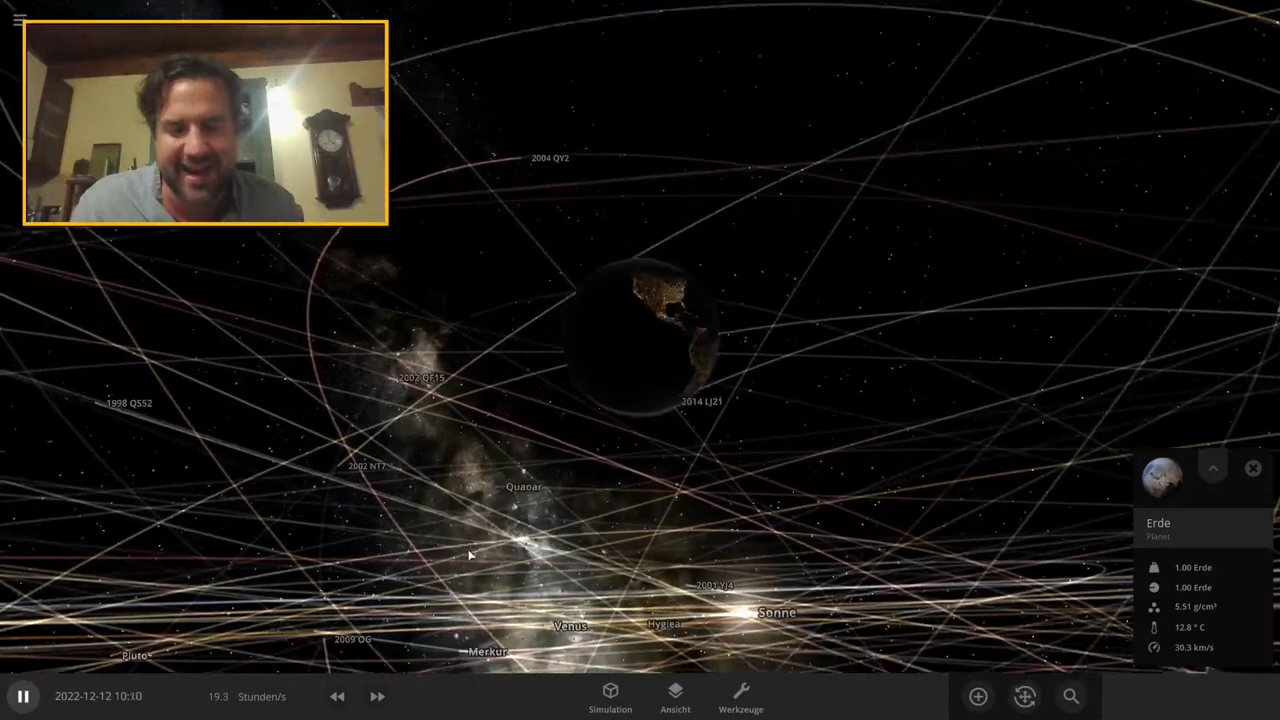 2004 QY2
2002 QF15
1998 QS52
2014 LJ21
2002 NT7
Quaoar
2001 YJ4
Sonne
Venus
Hygiea
2009 OG
Merkur
Pluto
Erde
Planet
1.00 Erde
1.00 Erde
5.51 g/cm³
12.8 ° C
30.3 km/s
2022-12-12 10:10
19.3 Stunden/s
Simulation
Ansicht
Werkzeuge